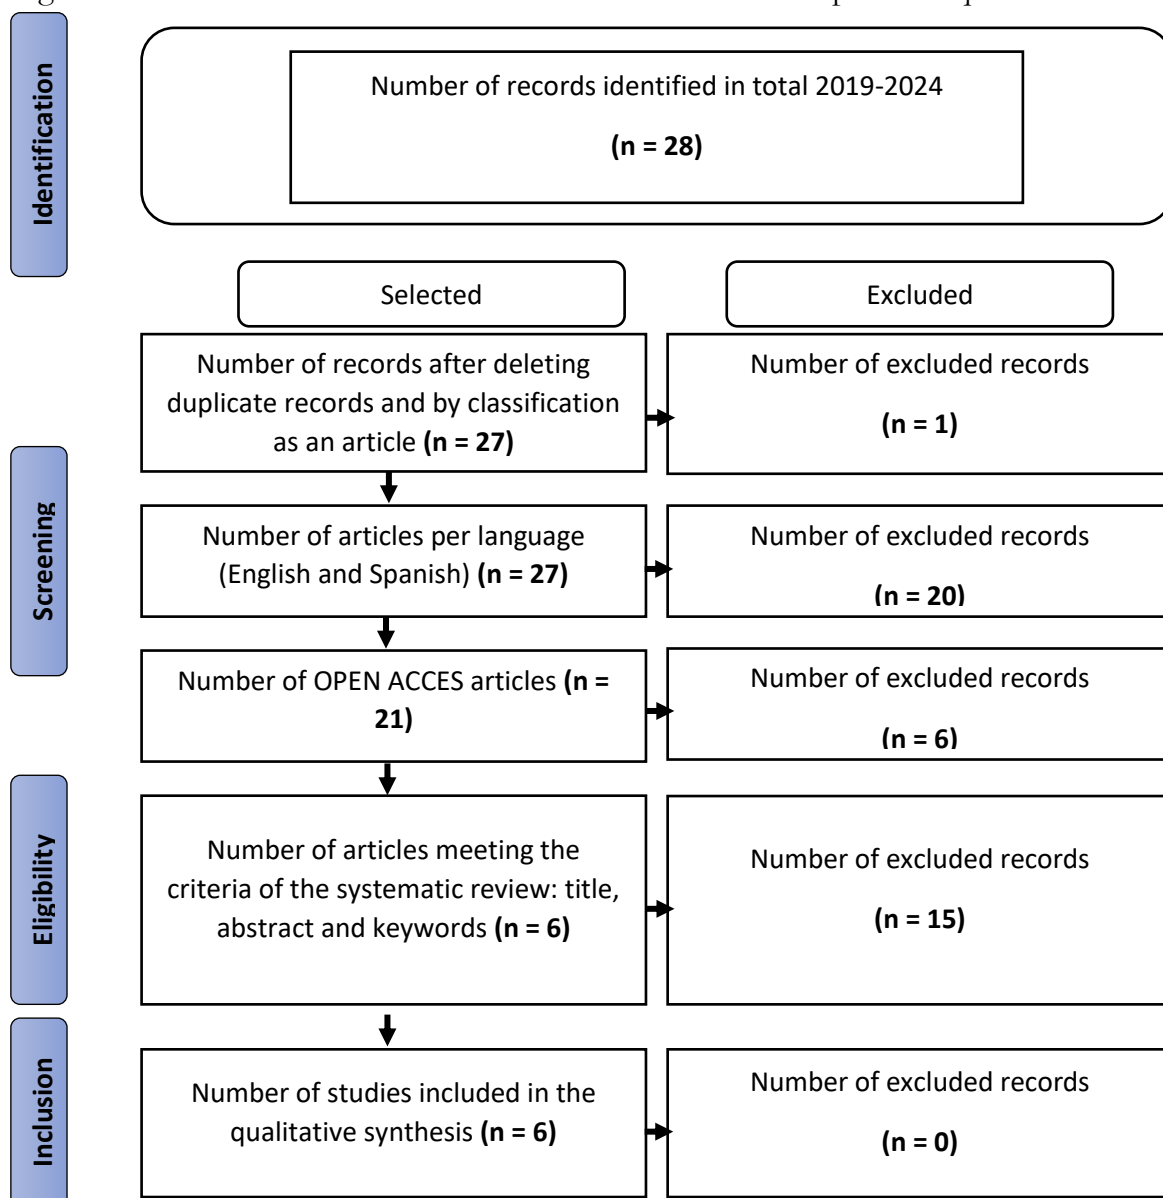 Identification
Number of records identified in total 2019-2024
(n = 28)
Selected
Excluded
Screening
Number of records after deleting
duplicate records and by classification
as an article (n = 27)
Number of excluded records
(n = 1)
Number of articles per language
(English and Spanish) (n = 27)
Number of excluded records
(n = 20)
Number of OPEN ACCES articles (n =
21)
Number of excluded records
(n = 6)
Eligibility
Number of articles meeting the
criteria of the systematic review: title,
abstract and keywords (n = 6)
Number of excluded records
(n = 15)
Inclusion
Number of studies included in the
qualitative synthesis (n = 6)
Number of excluded records
(n = 0)